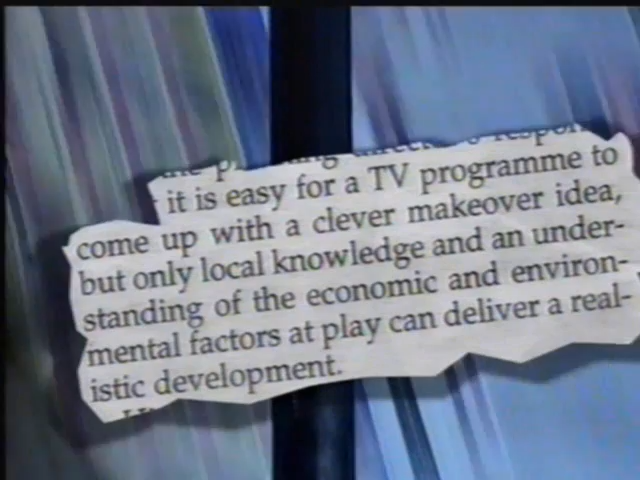 it is easy for a TV programme to
come up with a clever makeover idea,
but only local knowledge and an under-
standing of the economic and environ-
mental factors at play can deliver a real-
istic development.